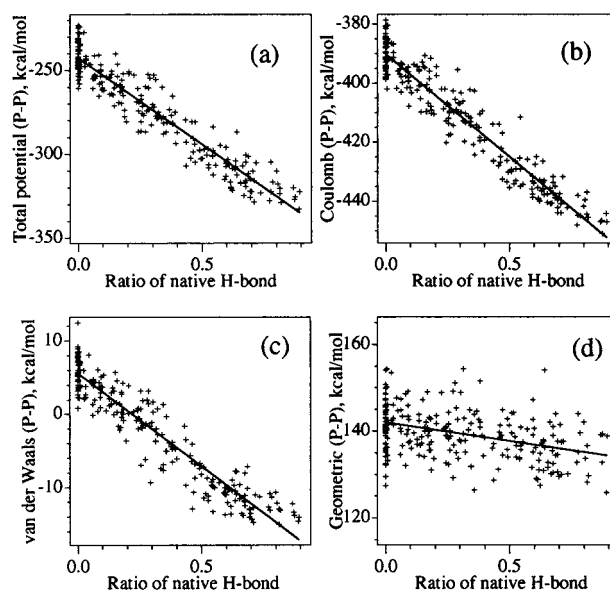 (a)
Total potential (P-P), kcal/mol
-250
-300
-350
0.0
0.5
Ratio of native H-bond
(b)
Coulomb (P-P), kcal/mol
-380
-400
-420
-440
0.0
0.5
Ratio of native H-bond
(c)
van der Waals (P-P), kcal/mol
10
0
-10
0.0
0.5
Ratio of native H-bond
(d)
Geometric (P-P), kcal/mol
160
140
120
0.0
0.5
Ratio of native H-bond